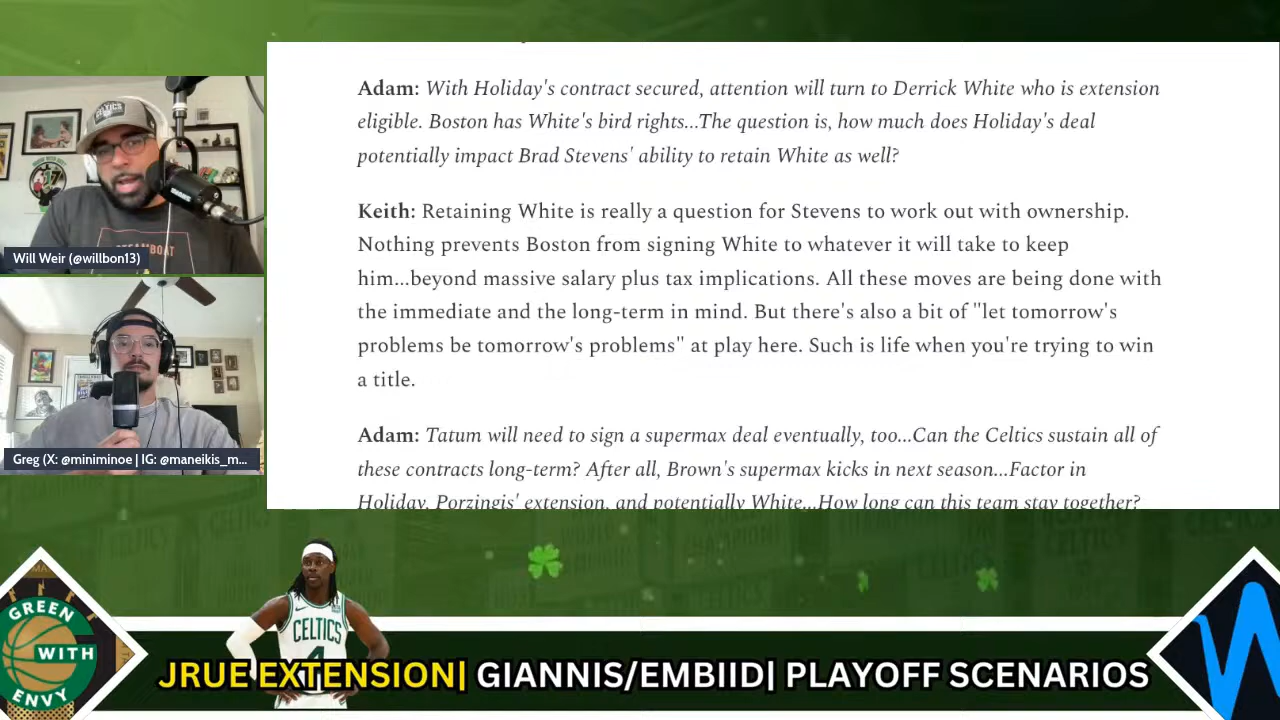 Adam: With Holiday's contract secured, attention will turn to Derrick White who is extension
eligible. Boston has White's bird rights...The question is, how much does Holiday's deal
potentially impact Brad Stevens' ability to retain White as well?
Keith: Retaining White is really a question for Stevens to work out with ownership.
Nothing prevents Boston from signing White to whatever it will take to keep
him...beyond massive salary plus tax implications. All these moves are being done with
the immediate and the long-term in mind. But there's also a bit of "let tomorrow's
problems be tomorrow's problems" at play here. Such is life when you're trying to win
a title.
Adam: Tatum will need to sign a supermax deal eventually, too...Can the Celtics sustain all of
these contracts long-term? After all, Brown's supermax kicks in next season...Factor in
Holiday, Porzingis' extension, and potentially White...How long can this team stay together?
CELTICS
17
Will Weir (@willbon13)
Greg (X: @miniminoe | IG: @maneikis_m...
GREEN
WITH
ENVY
CELTICS
4
JRUE EXTENSION| GIANNIS/EMBIID| PLAYOFF SCENARIOS